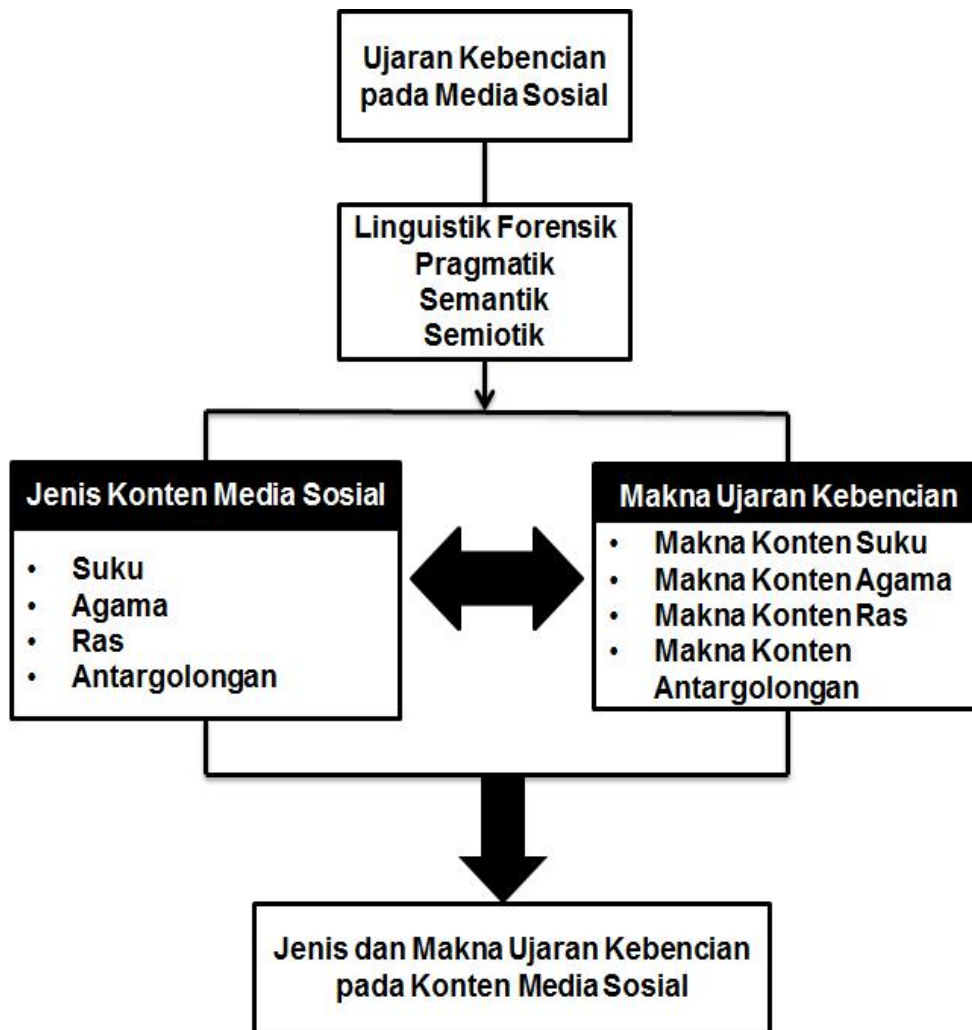 Ujaran Kebencian
pada Media Sosial
Linguistik Forensik
Pragmatik
Semantik
Semiotik
Jenis Konten Media Sosial
• Suku
• Agama
• Ras
• Antargolongan
Makna Ujaran Kebencian
• Makna Konten Suku
• Makna Konten Agama
• Makna Konten Ras
• Makna Konten
Antargolongan
Jenis dan Makna Ujaran Kebencian
pada Konten Media Sosial